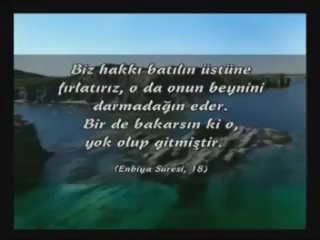 Biz hakkı batılın üstüne
fırlatırız, o da onun beynini
darmadağın eder.
Bir de bakarsın ki o,
yok olup gitmiştir.
(Enbiya Suresi, 18)